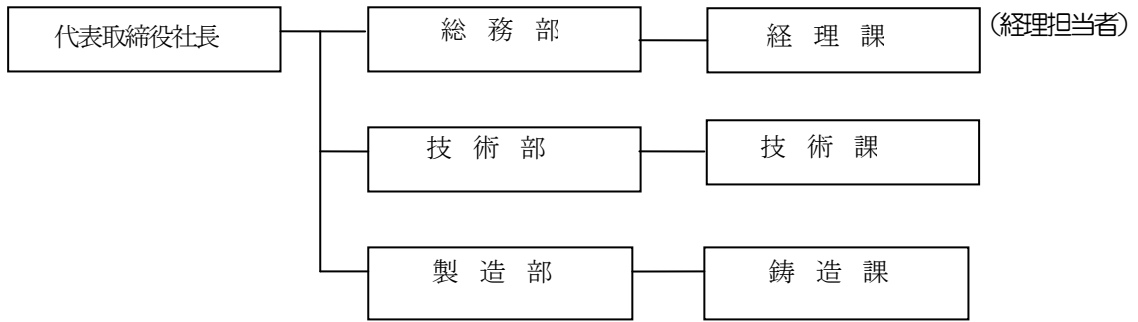 代表取締役社長
総務部
経理課
(経理担当者)
技術部
技術課
製造部
鋳造課